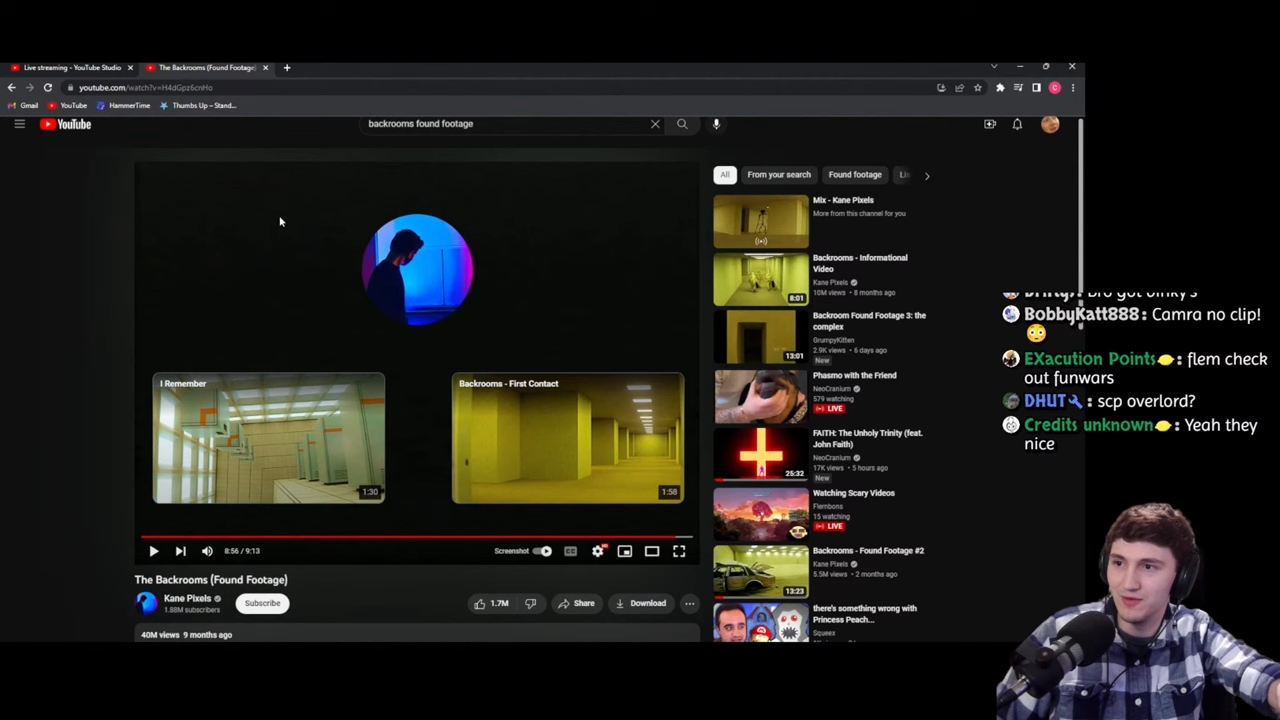 Live streaming - YouTube Studio
The Backrooms (Found Footage)
youtube.com/watch?v=H4dGpz6cnHo
Gmail
YouTube
HammerTime
Thumbs Up – Stand...
YouTube
backrooms found footage
All
From your search
Found footage
Mix - Kane Pixels
More from this channel for you
Backrooms - Informational
Video
Kane Pixels
10M views • 8 months ago
8:01
Backroom Found Footage 3: the
complex
GrumpyKitten
2.9K views • 6 days ago
New
13:01
Phasmo with the Friend
NeoCranium
579 watching
LIVE
FAITH: The Unholy Trinity (feat.
John Faith)
NeoCranium
17K views • 5 hours ago
New
25:32
Watching Scary Videos
Flembons
15 watching
LIVE
Backrooms - Found Footage #2
Kane Pixels
5.5M views • 2 months ago
13:23
there's something wrong with
Princess Peach...
Squeex
I Remember
1:30
Backrooms - First Contact
1:58
8:56 / 9:13
Screenshot
The Backrooms (Found Footage)
Kane Pixels
1.88M subscribers
Subscribe
1.7M
Share
Download
40M views 9 months ago
BobbyKatt888: Camra no clip!
EXacution Points: flem check
out funwars
DHUT: scp overlord?
Credits unknown: Yeah they
nice